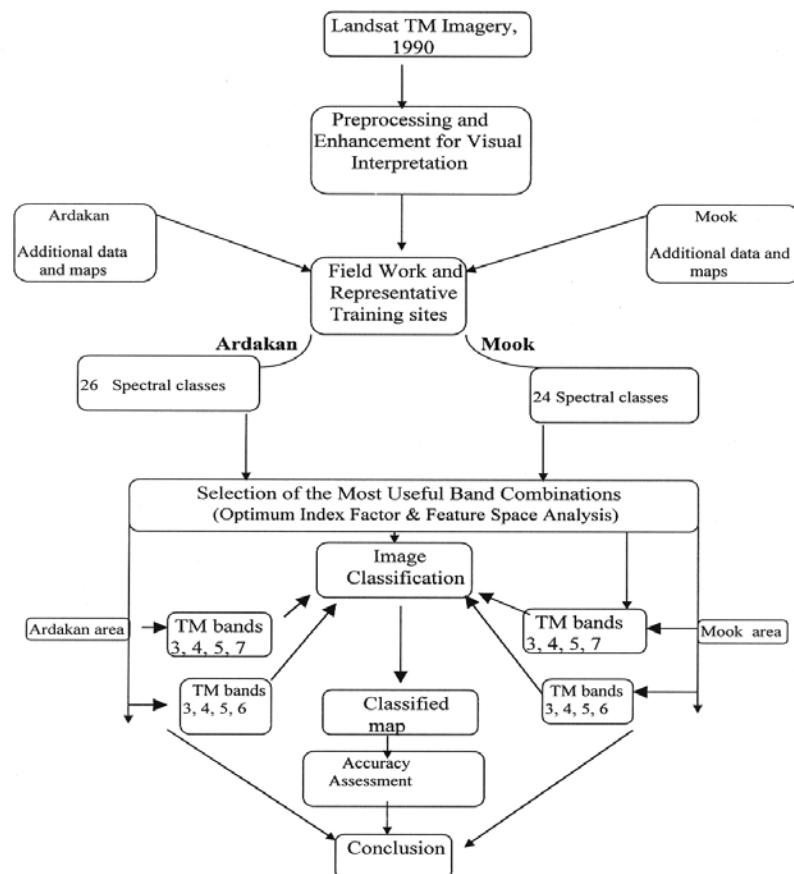 Landsat TM Imagery,
1990
Preprocessing and
Enhancement for Visual
Interpretation
Ardakan
Additional data
and maps
Mook
Additional data and
maps
Field Work and
Representative
Training sites
Ardakan
Mook
26 Spectral classes
24 Spectral classes
Selection of the Most Useful Band Combinations
(Optimum Index Factor & Feature Space Analysis)
Image
Classification
Ardakan area
TM bands
3, 4, 5, 7
TM bands
3, 4, 5, 7
Mook area
TM bands
3, 4, 5, 6
TM bands
3, 4, 5, 6
Classified
map
Accuracy
Assessment
Conclusion